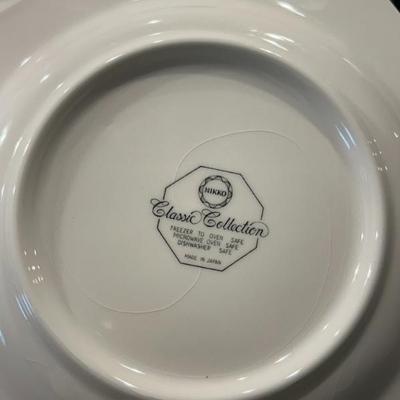 NIKKO
Classic Collection
FREEZER TO OVEN SAFE
MICROWAVE OVEN SAFE
DISHWASHER SAFE
MADE IN JAPAN